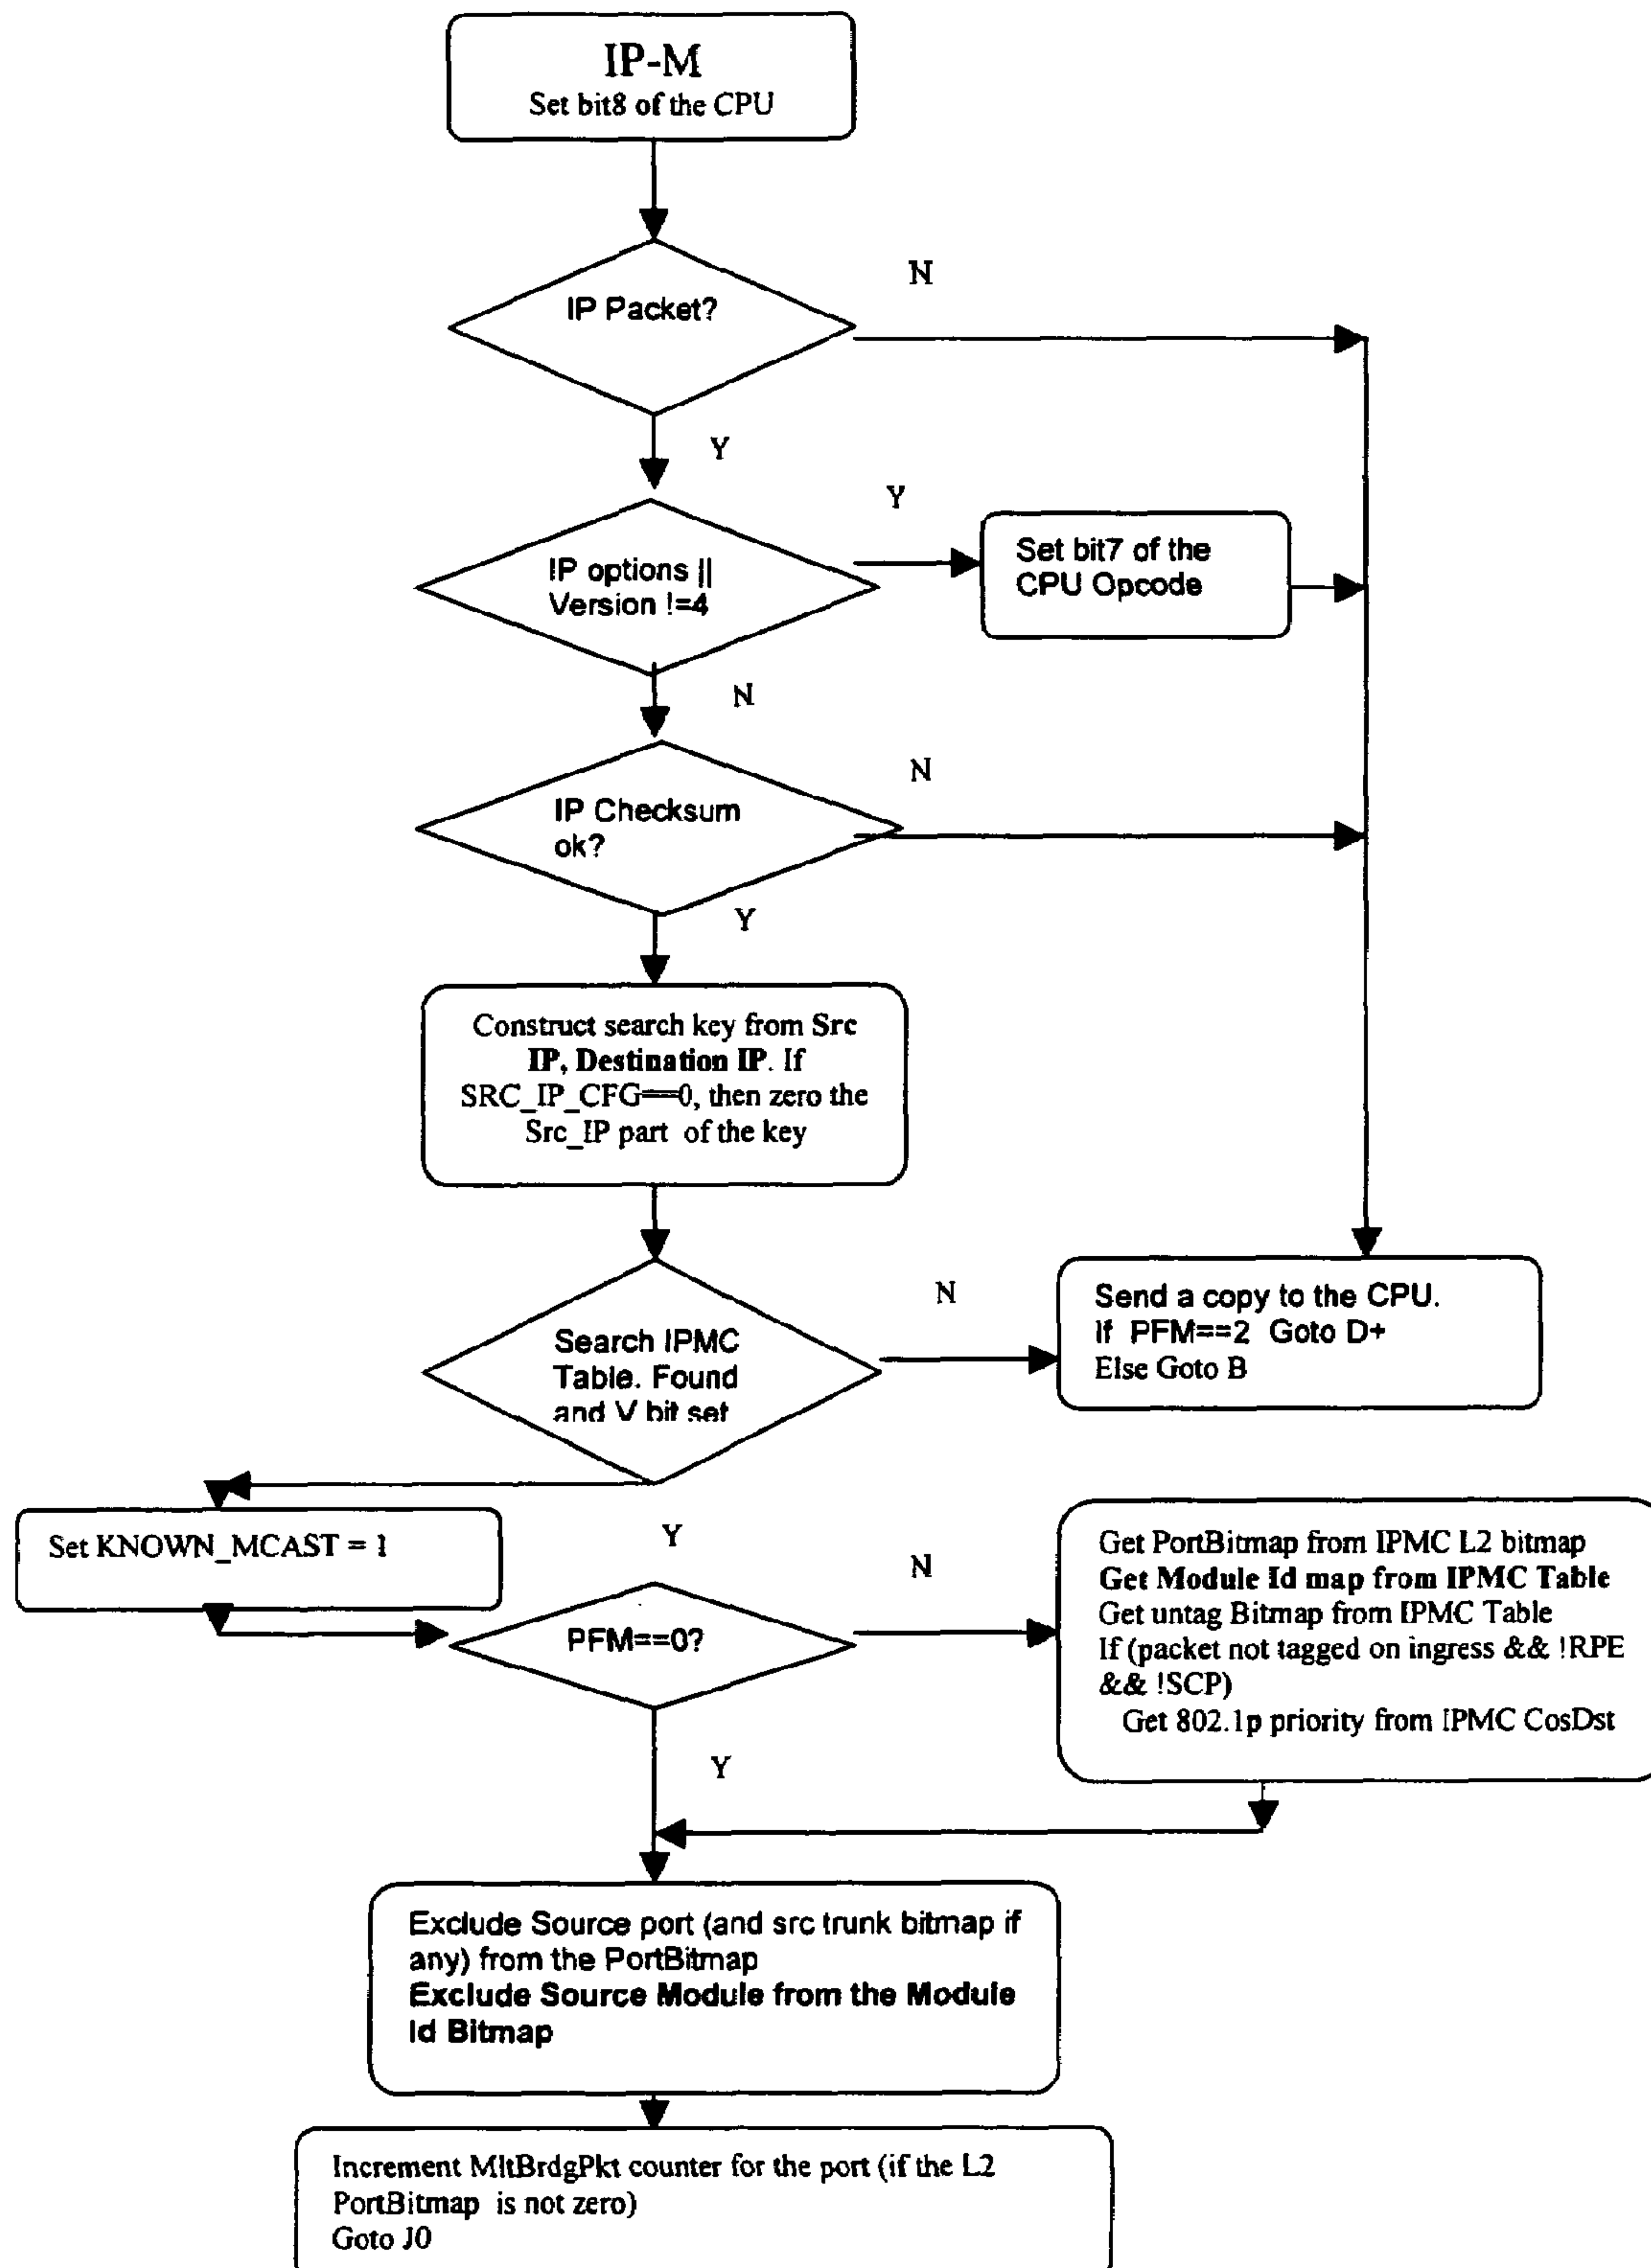 IP-M
Set bit8 of the CPU
IP Packet?
N
Y
IP options ||
Version !=4
Y
Set bit7 of the
CPU Opcode
N
IP Checksum
ok?
N
Y
Construct search key from Src
IP, Destination IP. If
SRC_IP_CFG==0, then zero the
Src_IP part of the key
Search IPMC
Table. Found
and V bit set
N
Send a copy to the CPU.
If PFM==2 Goto D+
Else Goto B
Set KNOWN_MCAST = 1
Y
PFM==0?
N
Get PortBitmap from IPMC L2 bitmap
Get Module Id map from IPMC Table
Get untag Bitmap from IPMC Table
If (packet not tagged on ingress && !RPE
&& !SCP)
Get 802.1p priority from IPMC CosDst
Y
Exclude Source port (and src trunk bitmap if
any) from the PortBitmap
Exclude Source Module from the Module
Id Bitmap
Increment MltBrdgPkt counter for the port (if the L2
PortBitmap is not zero)
Goto J0